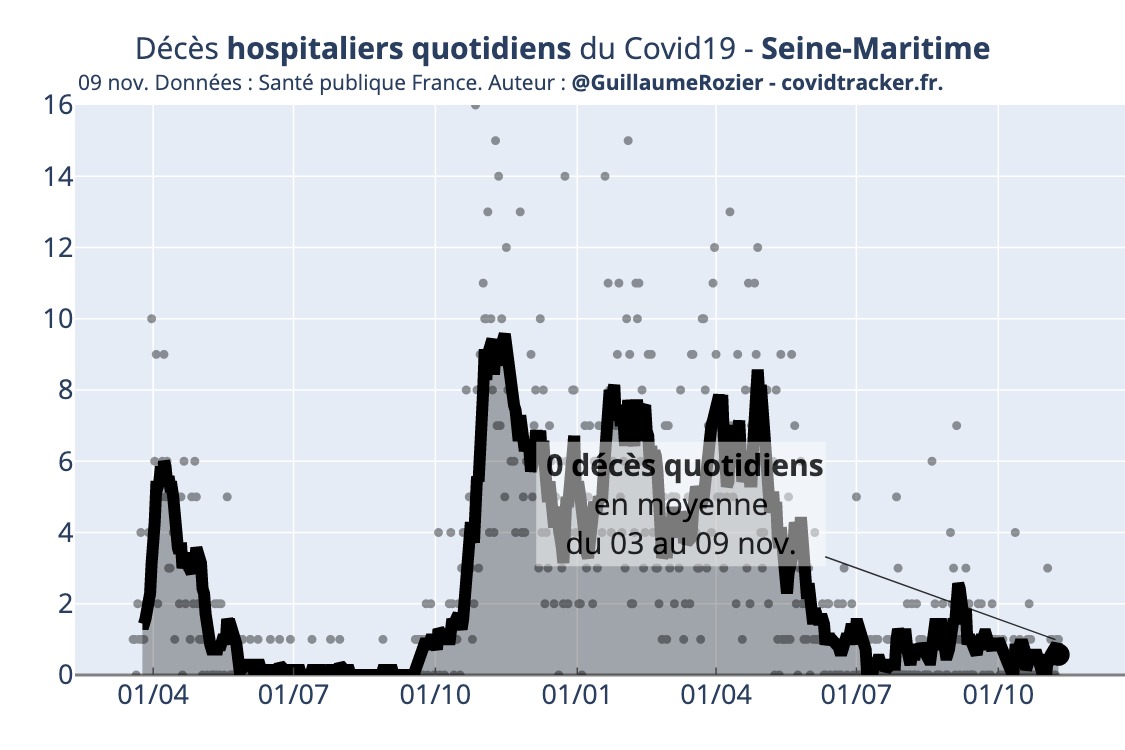 Décès hospitaliers quotidiens du Covid19 - Seine-Maritime
09 nov. Données : Santé publique France. Auteur : @GuillaumeRozier - covidtracker.fr.
16
14
12
10
8
6
4
2
0
0 décès quotidiens
en moyenne
du 03 au 09 nov.
01/04 01/07 01/10 01/01 01/04 01/07 01/10